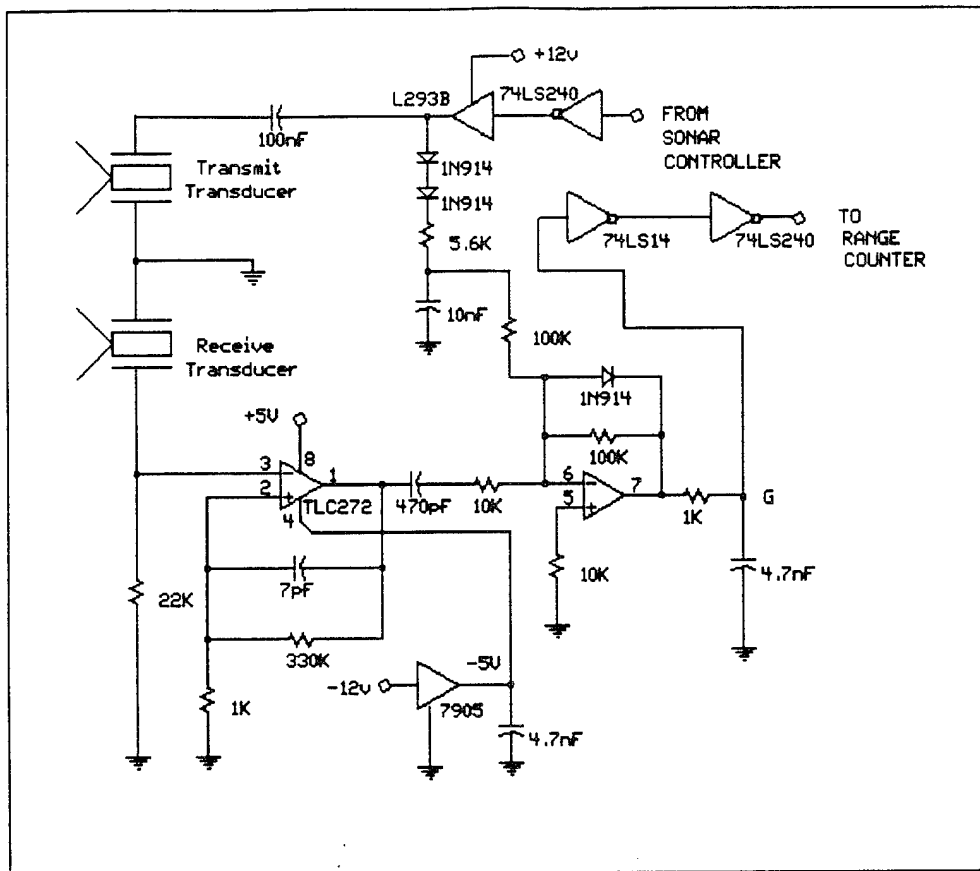 +12v
L293B
74LS240
FROM
SONAR
CONTROLLER
100nF
1N914
Transmit
Transducer
1N914
5.6K
74LS14
74LS240
TO
RANGE
COUNTER
10nF
100K
Receive
Transducer
1N914
+5V
100K
3
8
1
2
TLC272
4
470pF
10K
6
7
5
1K
G
7pF
10K
4.7nF
22K
330K
-5V
-12v
7905
1K
4.7nF